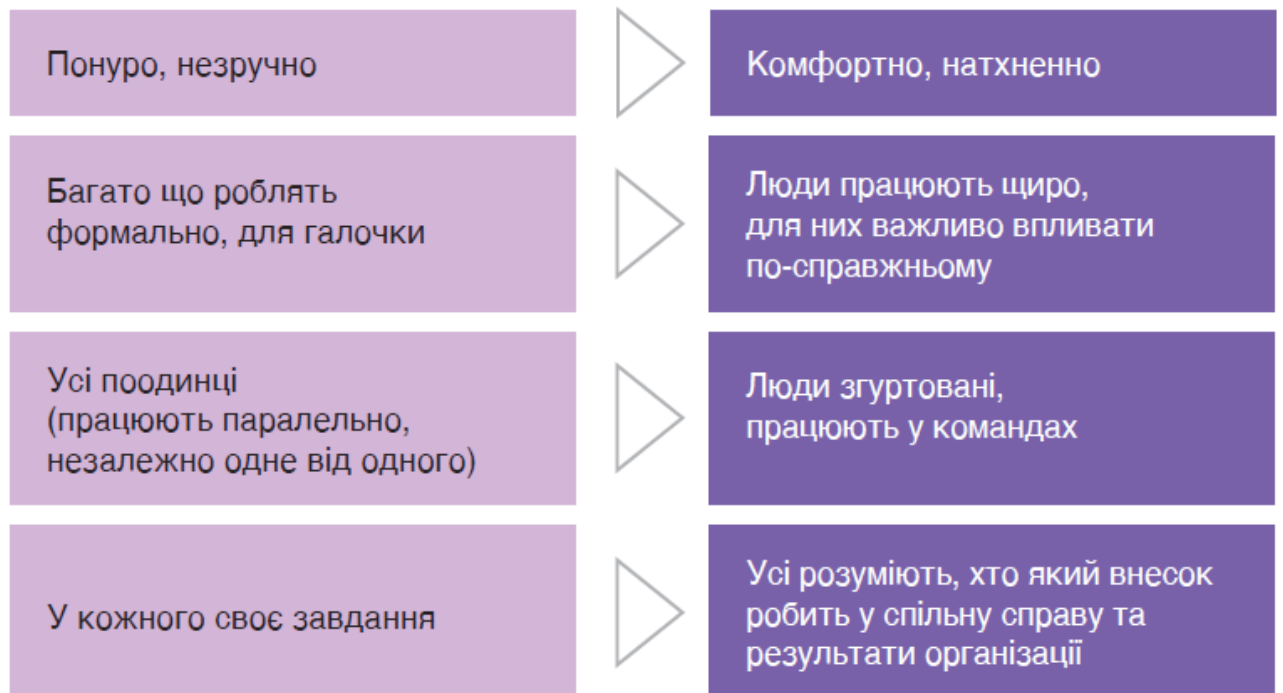 Понуро, незручно
Комфортно, натхненно
Багато що роблять
формально, для галочки
Люди працюють щиро,
для них важливо впливати
по-справжньому
Усі поодинці
(працюють паралельно,
незалежно одне від одного)
Люди згуртовані,
працюють у командах
У кожного своє завдання
Усі розуміють, хто який внесок
робить у спільну справу та
результати організації